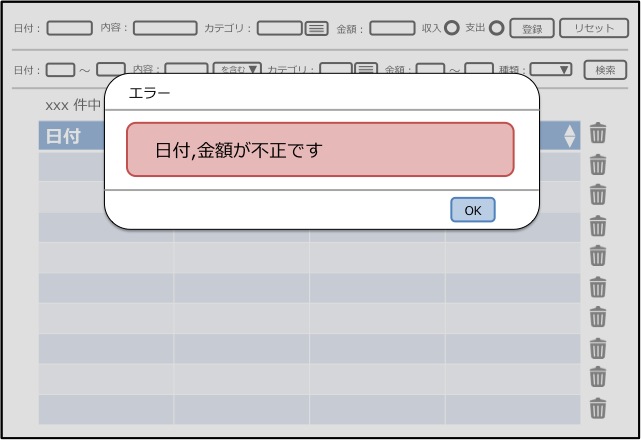 日付： 内容： カテゴリ： 金額： 収入 支出 登録 リセット
日付： ～ 内容： を含む▼ カテゴリ： 金額： ～ 種類： ▼ 検索
xxx 件中
日付
エラー
日付,金額が不正です
OK